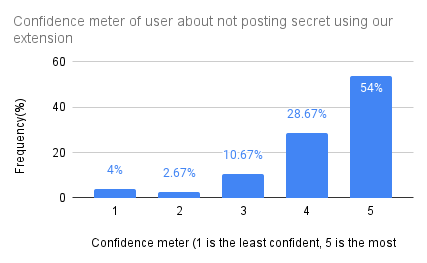 Confidence meter of user about not posting secret using our
extension
Frequency(%)
60
40
20
0
4%
2.67%
10.67%
28.67%
54%
1 2 3 4 5
Confidence meter (1 is the least confident, 5 is the most